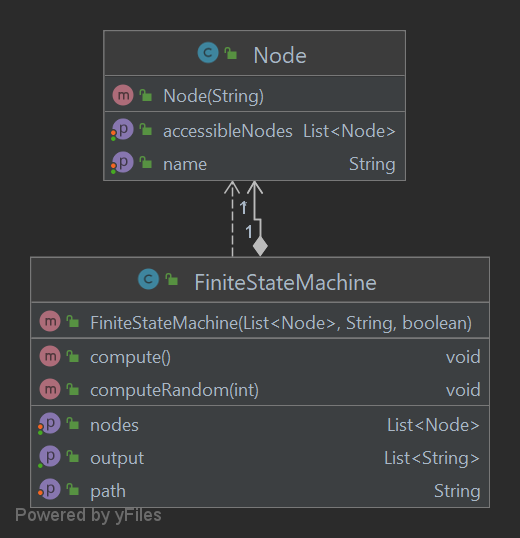 C Node
m Node(String)
p accessibleNodes List<Node>
p name String
1
1
C FiniteStateMachine
m FiniteStateMachine(List<Node>, String, boolean)
m compute() void
m computeRandom(int) void
p nodes List<Node>
p output List<String>
p path String
Powered by yFiles